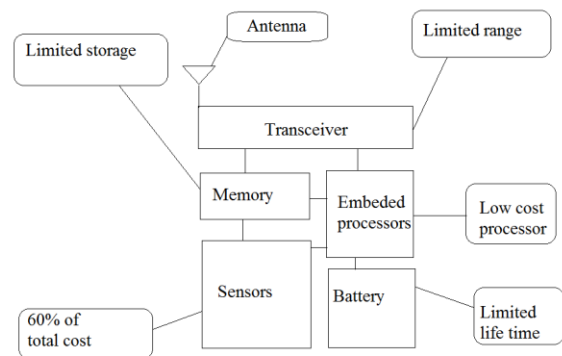 Antenna
Limited storage
Limited range
Transceiver
Memory
Embeded
processors
Low cost
processor
Sensors
Battery
60% of
total cost
Limited
life time